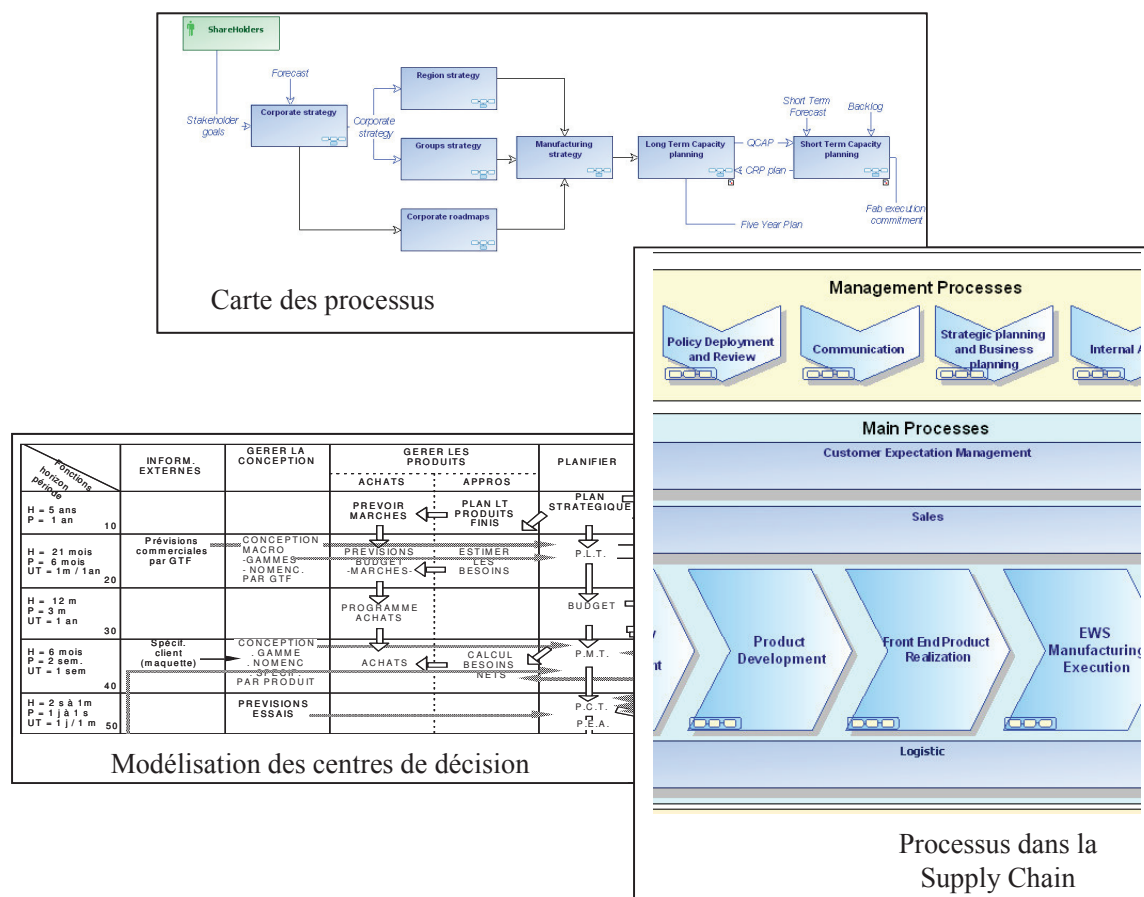 ShareHolders
Forecast
Stakeholder
goals
Corporate strategy
Corporate
strategy
Region strategy
Groups strategy
Corporate roadmaps
Manufacturing
strategy
Long Term Capacity
planning
QCAP
CRP plan
Five Year Plan
Short Term
Forecast
Backlog
Short Term Capacity
planning
Fab execution
commitment
Carte des processus
Management Processes
Policy Deployment
and Review
Communication
Strategic planning
and Business
planning
Internal A
Main Processes
Customer Expectation Management
Sales
Product
Development
Front End Product
Realization
EWS
Manufacturing
Execution
Logistic
Processus dans la
Supply Chain
Fonctions
horizon
période
INFORM.
EXTERNES
GERER LA
CONCEPTION
GERER LES
PRODUITS
ACHATS
APPROS
PLANIFIER
H = 5 ans
P = 1 an
10
PREVOIR
MARCHES
PLAN LT
PRODUITS
FINIS
PLAN
STRATEGIQUE
H = 21 mois
P = 6 mois
UT = 1m / 1an
20
Prévisions
commerciales
par GTF
CONCEPTION
MACRO
-GAMMES
- NOMENC.
PAR GTF
PREVISIONS
BUDGET
-MARCHES-
ESTIMER
LES
BESOINS
P.L.T.
H = 12 m
P = 3 m
UT = 1 an
30
PROGRAMME
ACHATS
BUDGET
H = 6 mois
P = 2 sem.
UT = 1 sem
40
Spécif.
client
(maquette)
CONCEPTION
. GAMME
. NOMENC
SPECIF.
PAR PRODUIT
ACHATS
CALCUL
BESOINS
NETS
P.M.T.
H = 2 s à 1m
P = 1 j à 1 s
UT = 1 j / 1 m
50
PREVISIONS
ESSAIS
P.C.T.
P.E.A.
Modélisation des centres de décision